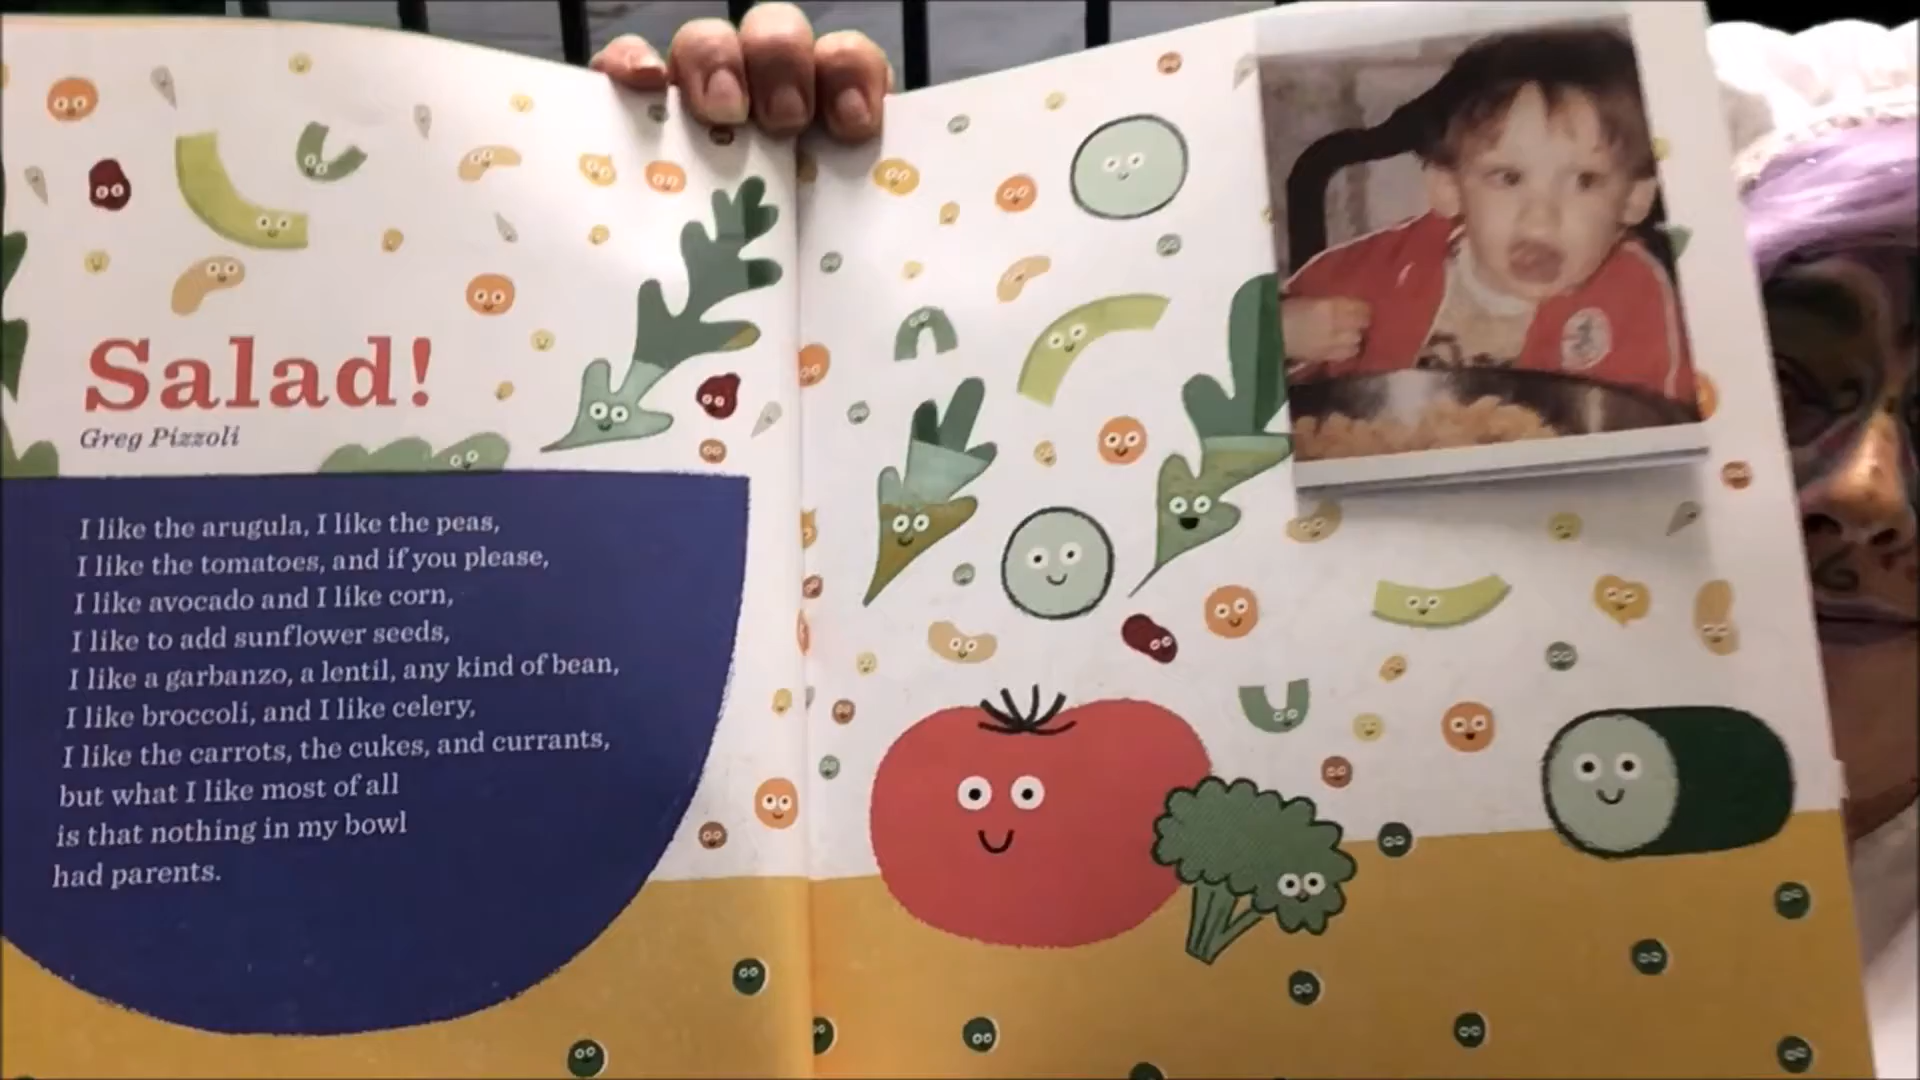 Salad!
Greg Pizzoli
I like the arugula, I like the peas,
I like the tomatoes, and if you please,
I like avocado and I like corn,
I like to add sunflower seeds,
I like a garbanzo, a lentil, any kind of bean,
I like broccoli, and I like celery,
I like the carrots, the cukes, and currants,
but what I like most of all
is that nothing in my bowl
had parents.